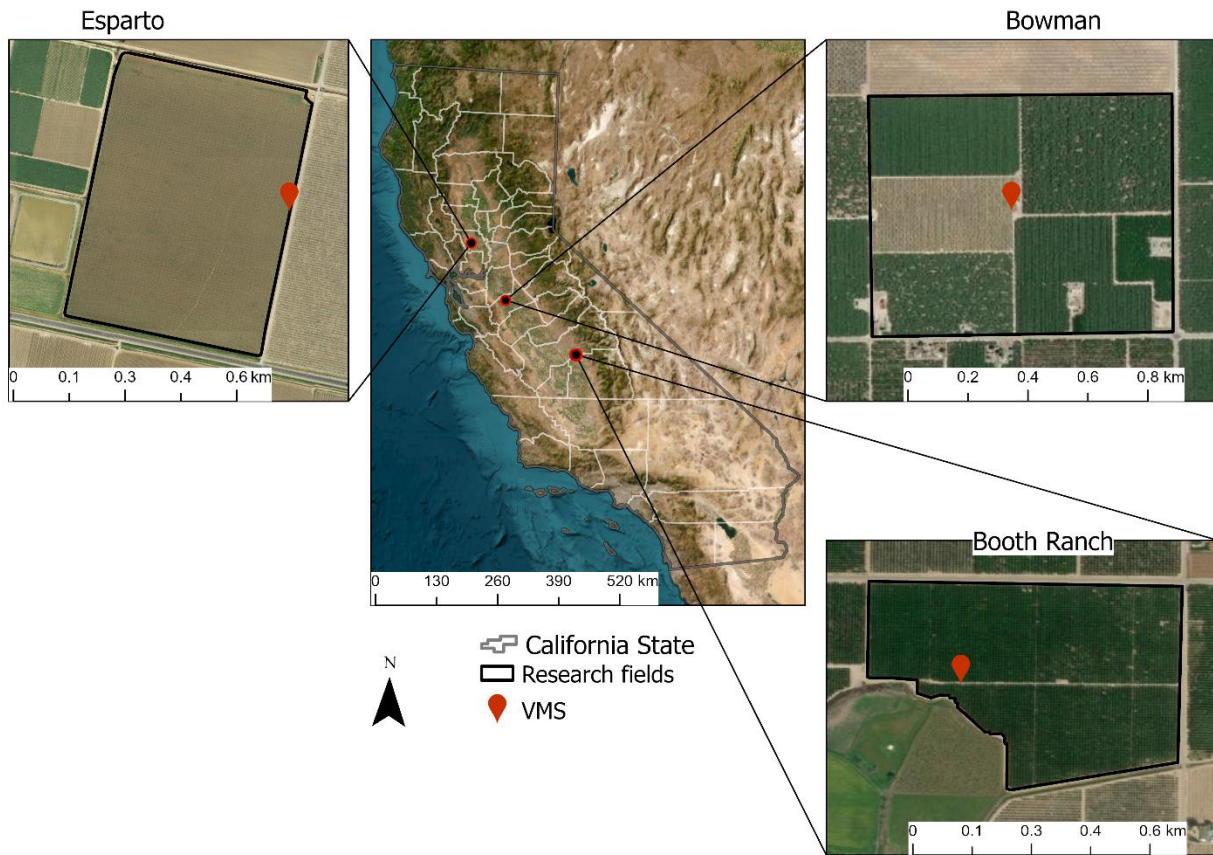 Esparto
Bowman
0 0.1 0.3 0.4 0.6 km
0 0.2 0.4 0.6 0.8 km
Booth Ranch
0 130 260 390 520 km
California State
N
Research fields
VMS
0 0.1 0.3 0.4 0.6 km